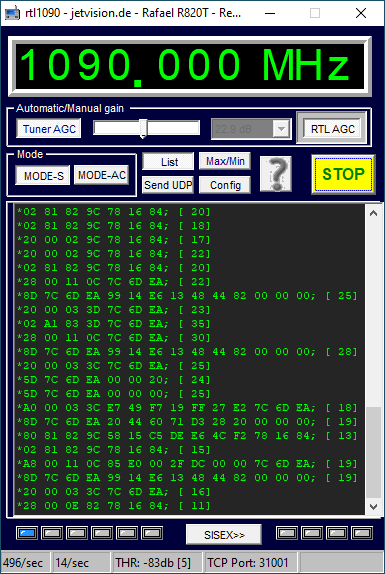 rtl1090 - jetvision.de - Rafael R820T - Re...
1090.000 MHz
Automatic/Manual gain
Tuner AGC
22.9 dB
RTL AGC
Mode
MODE-S
MODE-AC
List
Max/Min
Send UDP
Config
?
STOP
*02 81 82 9C 78 16 84; [ 20]
*02 81 82 9C 78 16 84; [ 18]
*20 00 02 9C 78 16 84; [ 17]
*20 00 02 9C 78 16 84; [ 22]
*02 81 82 9C 78 16 84; [ 20]
*28 00 11 0C 7C 6D EA; [ 22]
*8D 7C 6D EA 99 14 E6 13 48 44 82 00 00 00; [ 25]
*20 00 03 3D 7C 6D EA; [ 23]
*02 A1 83 3D 7C 6D EA; [ 35]
*28 00 11 0C 7C 6D EA; [ 30]
*8D 7C 6D EA 99 14 E6 13 48 44 82 00 00 00; [ 28]
*20 00 03 3C 7C 6D EA; [ 25]
*5D 7C 6D EA 00 00 20; [ 24]
*5D 7C 6D EA 00 00 00; [ 25]
*A0 00 03 3C E7 49 F7 19 FF 27 E2 7C 6D EA; [ 18]
*8D 7C 6D EA 20 44 60 71 D3 28 20 00 00 00; [ 19]
*80 81 82 9C 58 15 C5 DE E6 4C F2 78 16 84; [ 13]
*02 81 82 9C 78 16 84; [ 15]
*A8 00 11 0C 85 E0 00 2F DC 00 00 7C 6D EA; [ 19]
*8D 7C 6D EA 99 14 E6 13 48 44 82 00 00 00; [ 19]
*20 00 03 3C 7C 6D EA; [ 16]
*28 00 0E 82 78 16 84; [ 11]
SISEX>>
496/sec
14/sec
THR: -83db [5]
TCP Port: 31001